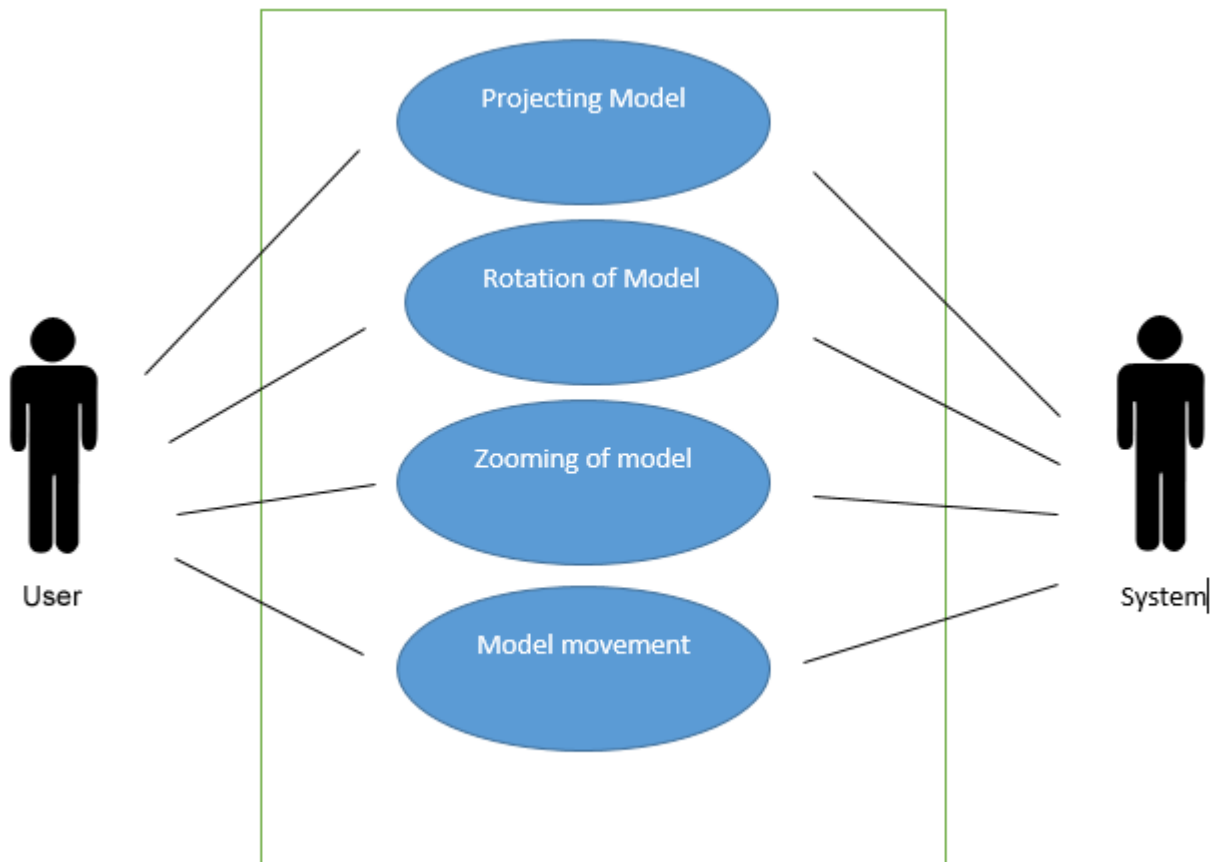 Projecting Model
Rotation of Model
Zooming of model
Model movement
User
System